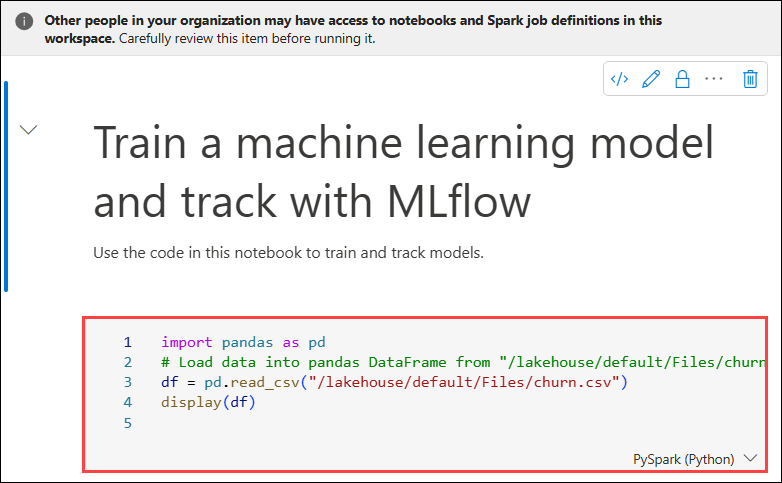 Other people in your organization may have access to notebooks and Spark job definitions in this
workspace. Carefully review this item before running it.
Train a machine learning model
and track with MLflow
Use the code in this notebook to train and track models.
1 import pandas as pd
2 # Load data into pandas DataFrame from "/lakehouse/default/Files/churn
3 df = pd.read_csv("/lakehouse/default/Files/churn.csv")
4 display(df)
5
PySpark (Python)